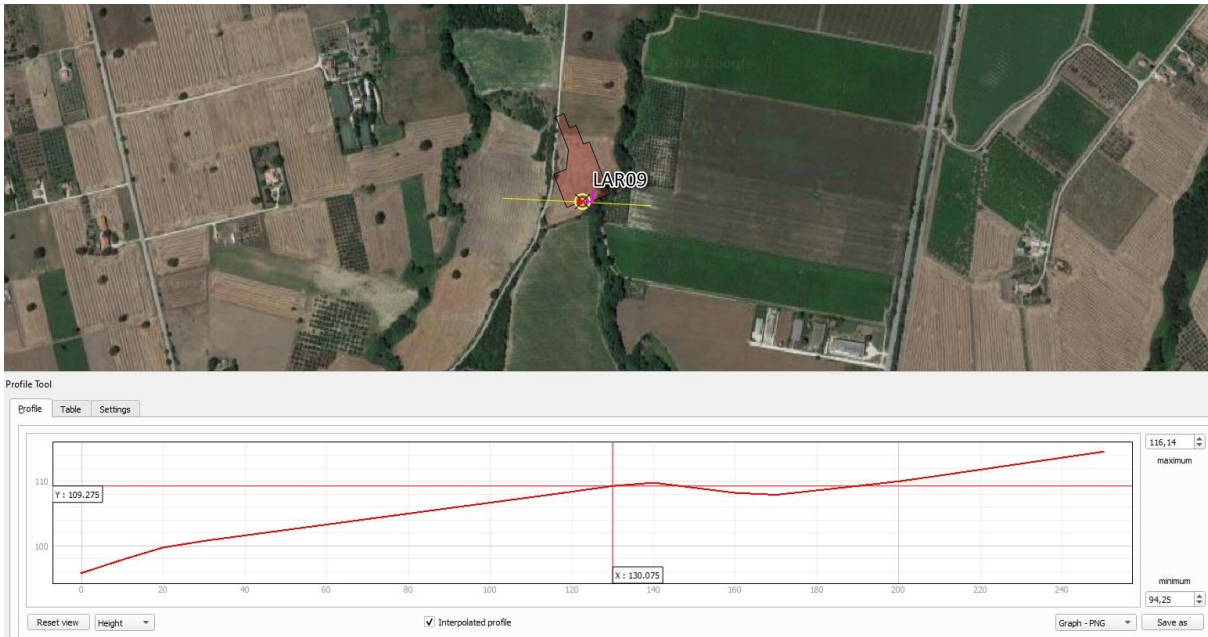 © 2022 Google
LAR09
Profile Tool
Profile Table Settings
116,14
maximum
110
Y : 109.275
100
X : 130.075
0 20 40 60 80 100 120 140 160 180 200 220 240
minimum
94,25
Reset view Height Interpolated profile Graph - PNG Save as